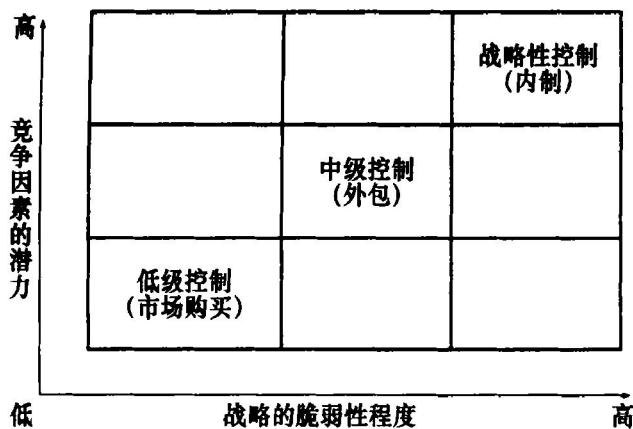 高
战略性控制
(内制)
竞争因素的潜力
中级控制
(外包)
低级控制
(市场购买)
低
战略的脆弱性程度
高